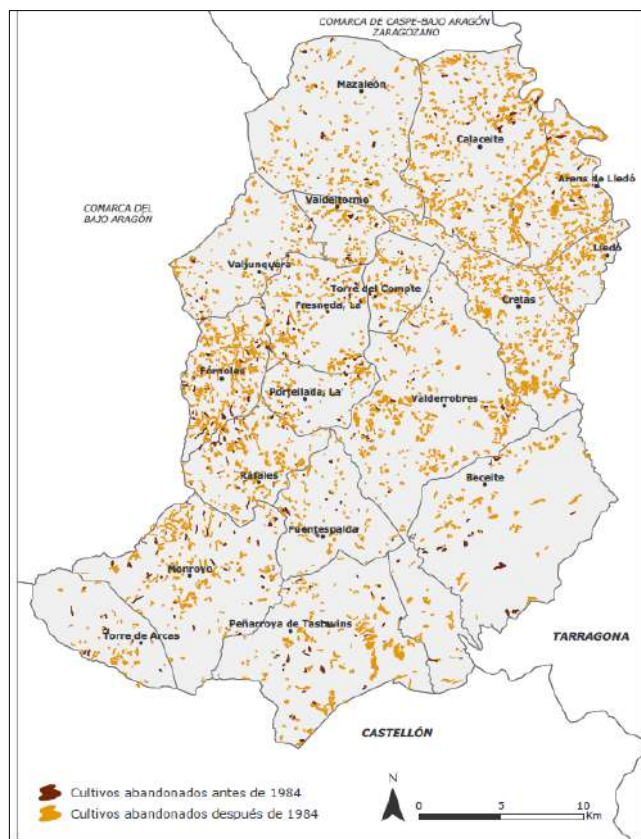 COMARCA DE CASPE-BAJO ARAGÓN
ZARAGOZANO
Mazaleón
Calaceite
Arens de Lledó
COMARCA DEL
BAJO ARAGÓN
Valdeltormo
Lledó
Valjunquera
Torre del Compte
Fresneda, La
Cretas
Fórnoles
Portellada, La
Valderrobres
Ráfales
Beceite
Fuentespalda
Monroyo
Peñarroya de Tastavins
Torre de Arcas
TARRAGONA
CASTELLÓN
Cultivos abandonados antes de 1984
Cultivos abandonados después de 1984
N
0 5 10
Km